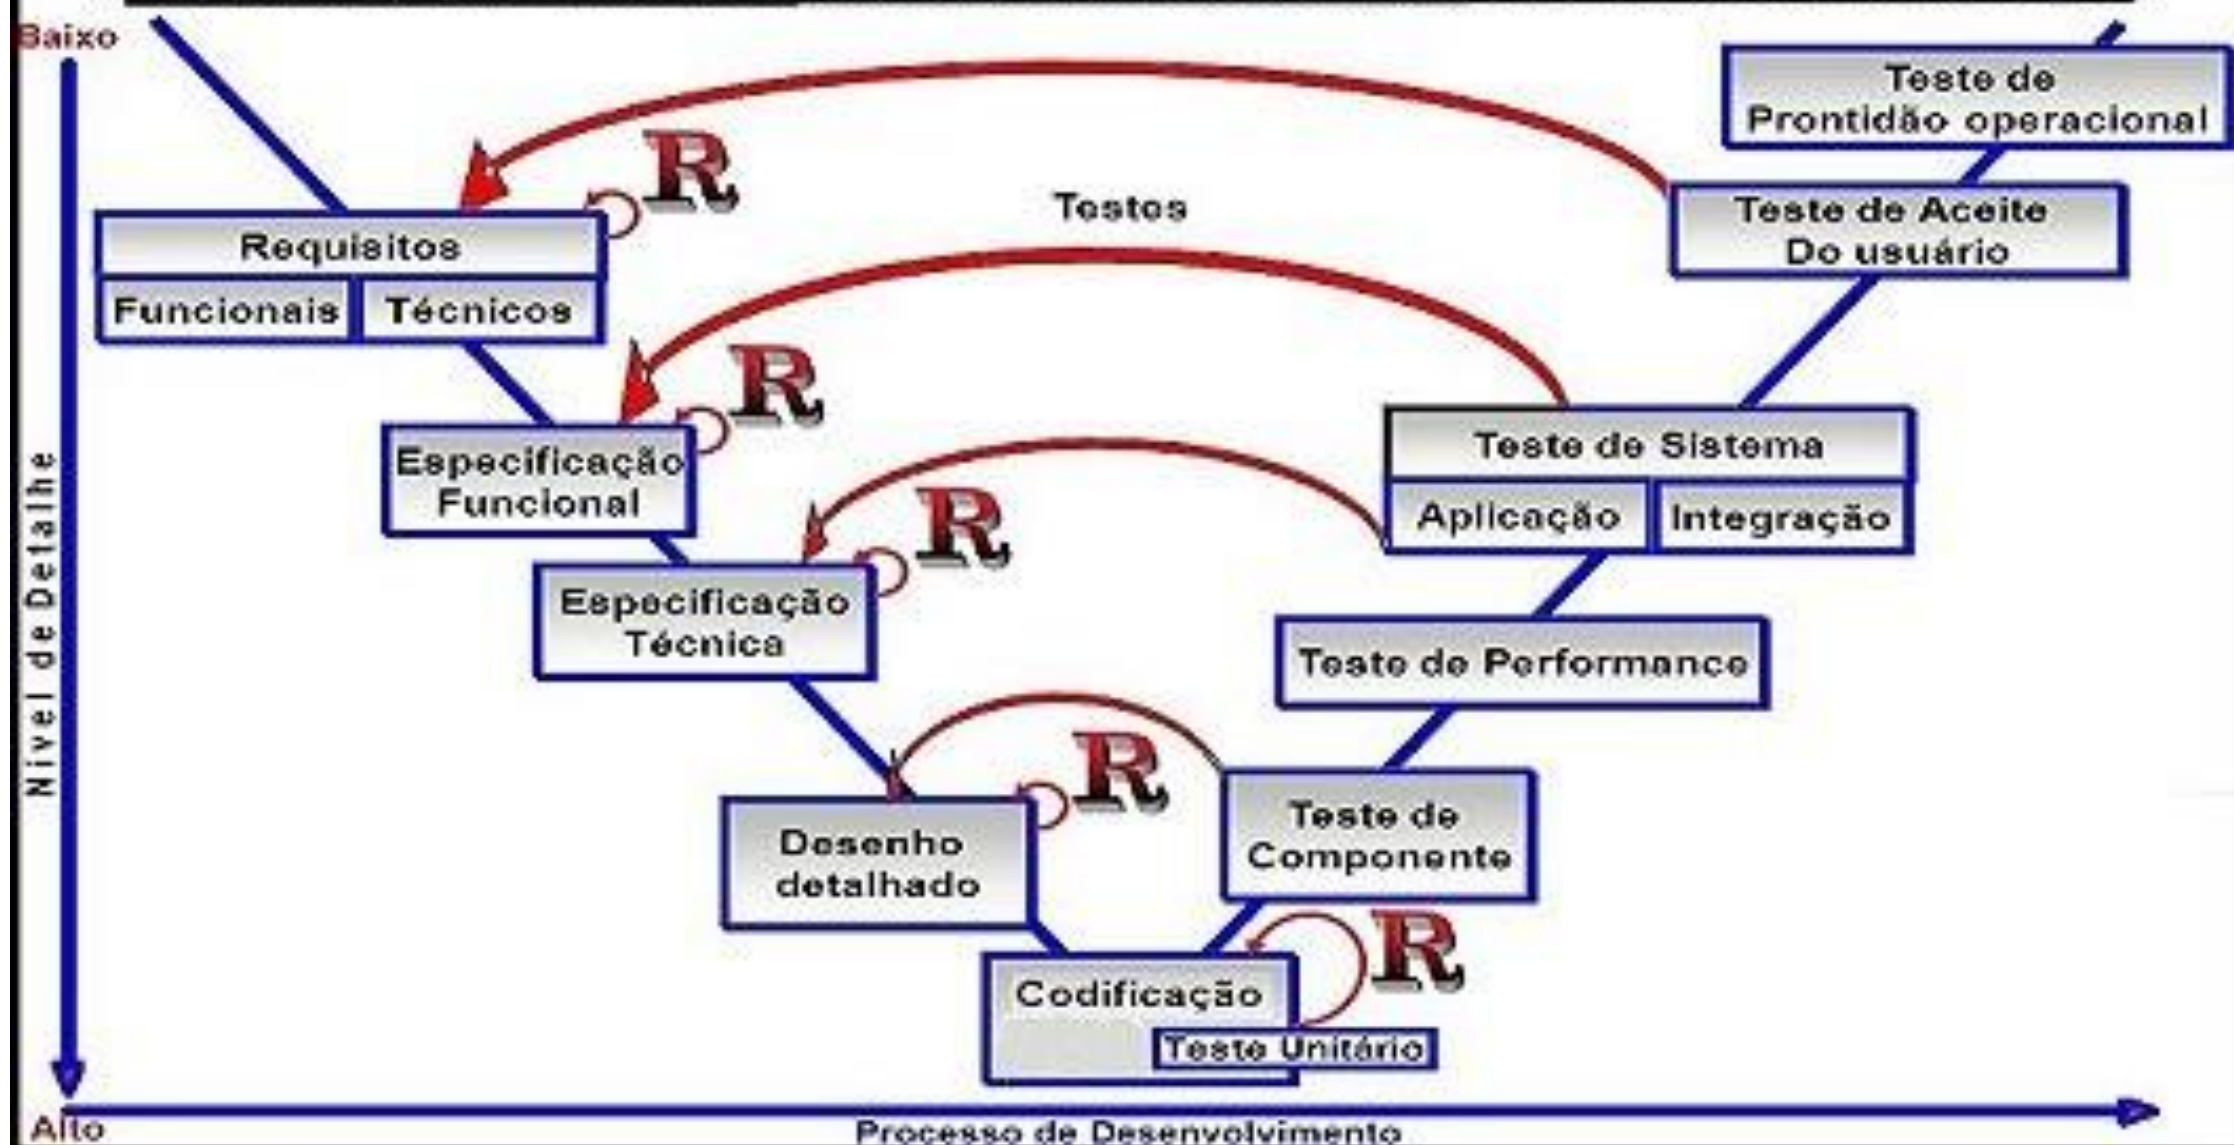 Baixo
Teste de
Prontidão operacional
R
Testes
Teste de Aceite
Do usuário
Requisitos
Funcionais
Técnicos
R
Especificação
Funcional
Teste de Sistema
Aplicação
Integração
R
Especificação
Técnica
Nivel de Detalhe
Teste de Performance
R
Desenho
detalhado
Teste de
Componente
R
Codificação
Teste Unitário
Alto
Processo de Desenvolvimento